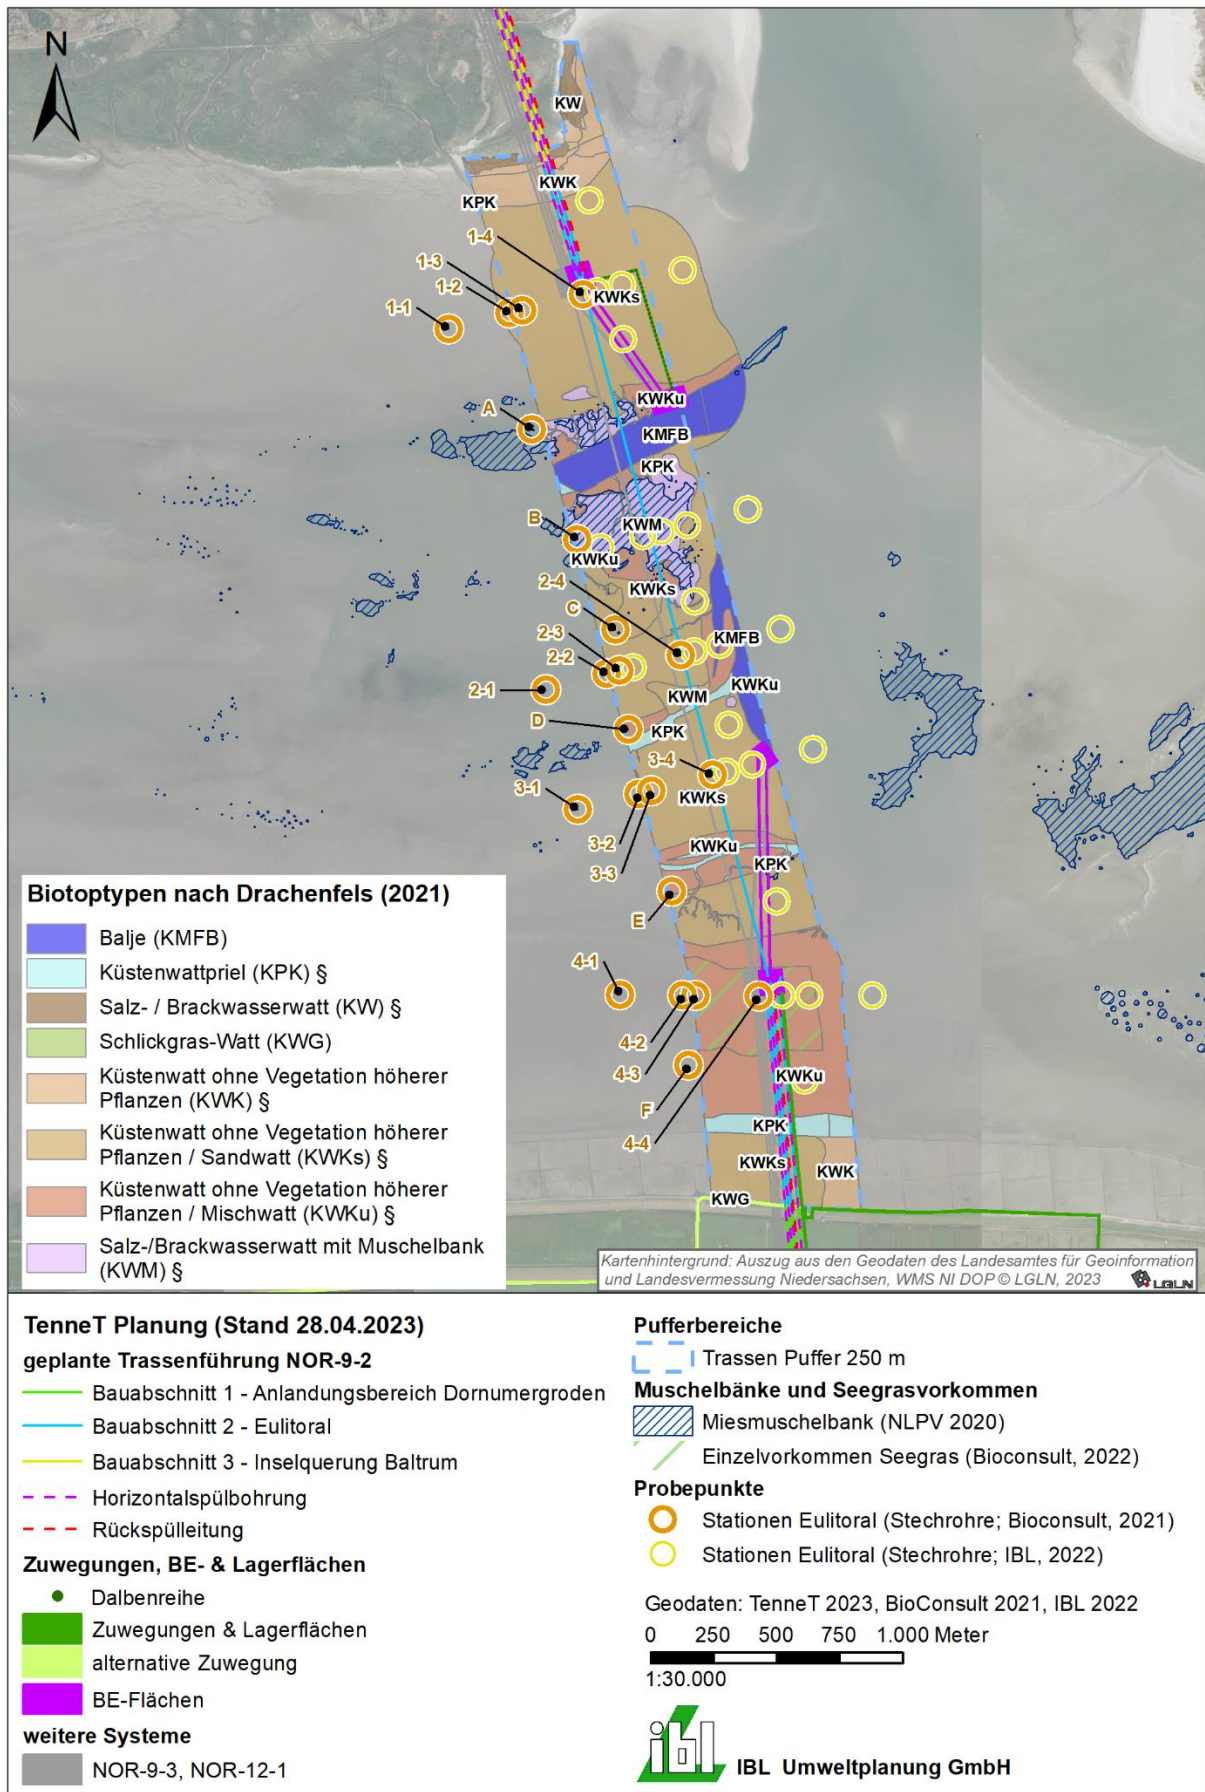 N
KW
KWK
KPK
1-4
1-3
1-2
1-1
KWKs
KWKu
A
KMFB
KPK
B
KWM
KWKu
2-4
KWKs
C
2-3
KMFB
2-2
KWKu
2-1
KWM
D
KPK
3-4
3-1
KWKs
3-2
KWKu
3-3
KPK
E
4-1
4-2
4-3
KWKu
F
KPK
4-4
KWKs
KWK
KWG
Biotoptypen nach Drachenfels (2021)
Balje (KMFB)
Küstenwattpriel (KPK) §
Salz- / Brackwasserwatt (KW) §
Schlickgras-Watt (KWG)
Küstenwatt ohne Vegetation höherer
Pflanzen (KWK) §
Küstenwatt ohne Vegetation höherer
Pflanzen / Sandwatt (KWKs) §
Küstenwatt ohne Vegetation höherer
Pflanzen / Mischwatt (KWKu) §
Salz-/Brackwasserwatt mit Muschelbank
(KWM) §
Kartenhintergrund: Auszug aus den Geodaten des Landesamtes für Geoinformation
und Landesvermessung Niedersachsen, WMS NI DOP © LGLN, 2023
LGLN
TenneT Planung (Stand 28.04.2023)
geplante Trassenführung NOR-9-2
Bauabschnitt 1 - Anlandungsbereich Dornumergroden
Bauabschnitt 2 - Eulitoral
Bauabschnitt 3 - Inselquerung Baltrum
Horizontalspülbohrung
Rückspülleitung
Zuwegungen, BE- & Lagerflächen
Dalbenreihe
Zuwegungen & Lagerflächen
alternative Zuwegung
BE-Flächen
weitere Systeme
NOR-9-3, NOR-12-1
Pufferbereiche
Trassen Puffer 250 m
Muschelbänke und Seegrasvorkommen
Miesmuschelbank (NLPV 2020)
Einzelvorkommen Seegras (Bioconsult, 2022)
Probepunkte
Stationen Eulitoral (Stechrohre; Bioconsult, 2021)
Stationen Eulitoral (Stechrohre; IBL, 2022)
Geodaten: TenneT 2023, BioConsult 2021, IBL 2022
0 250 500 750 1.000 Meter
1:30.000
ibl
IBL Umweltplanung GmbH